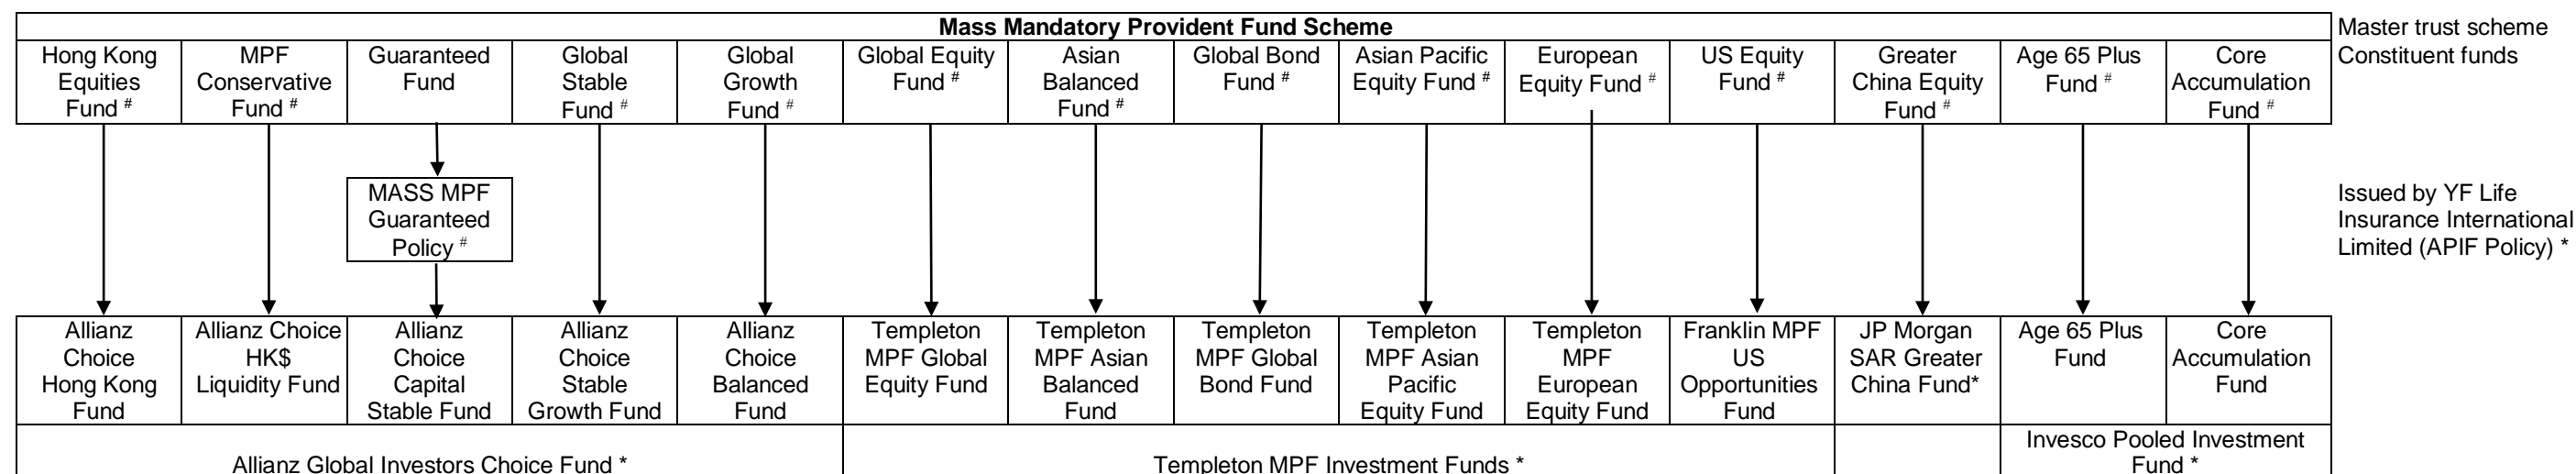 Mass Mandatory Provident Fund Scheme
Master trust scheme
Constituent funds
Hong Kong
Equities
Fund #
MPF
Conservative
Fund #
Guaranteed
Fund
Global
Stable
Fund #
Global
Growth
Fund #
Global Equity
Fund #
Asian
Balanced
Fund #
Global Bond
Fund #
Asian Pacific
Equity Fund #
European
Equity Fund #
US Equity
Fund #
Greater
China Equity
Fund #
Age 65 Plus
Fund #
Core
Accumulation
Fund #
MASS MPF
Guaranteed
Policy #
Issued by YF Life
Insurance International
Limited (APIF Policy) *
Allianz
Choice
Hong Kong
Fund
Allianz Choice
HK$
Liquidity Fund
Allianz
Choice
Capital
Stable Fund
Allianz
Choice
Stable
Growth Fund
Allianz
Choice
Balanced
Fund
Templeton
MPF Global
Equity Fund
Templeton
MPF Asian
Balanced
Fund
Templeton
MPF Global
Bond Fund
Templeton
MPF Asian
Pacific
Equity Fund
Templeton
MPF
European
Equity Fund
Franklin MPF
US
Opportunities
Fund
JP Morgan
SAR Greater
China Fund*
Age 65 Plus
Fund
Core
Accumulation
Fund
Allianz Global Investors Choice Fund *
Templeton MPF Investment Funds *
Invesco Pooled Investment
Fund *